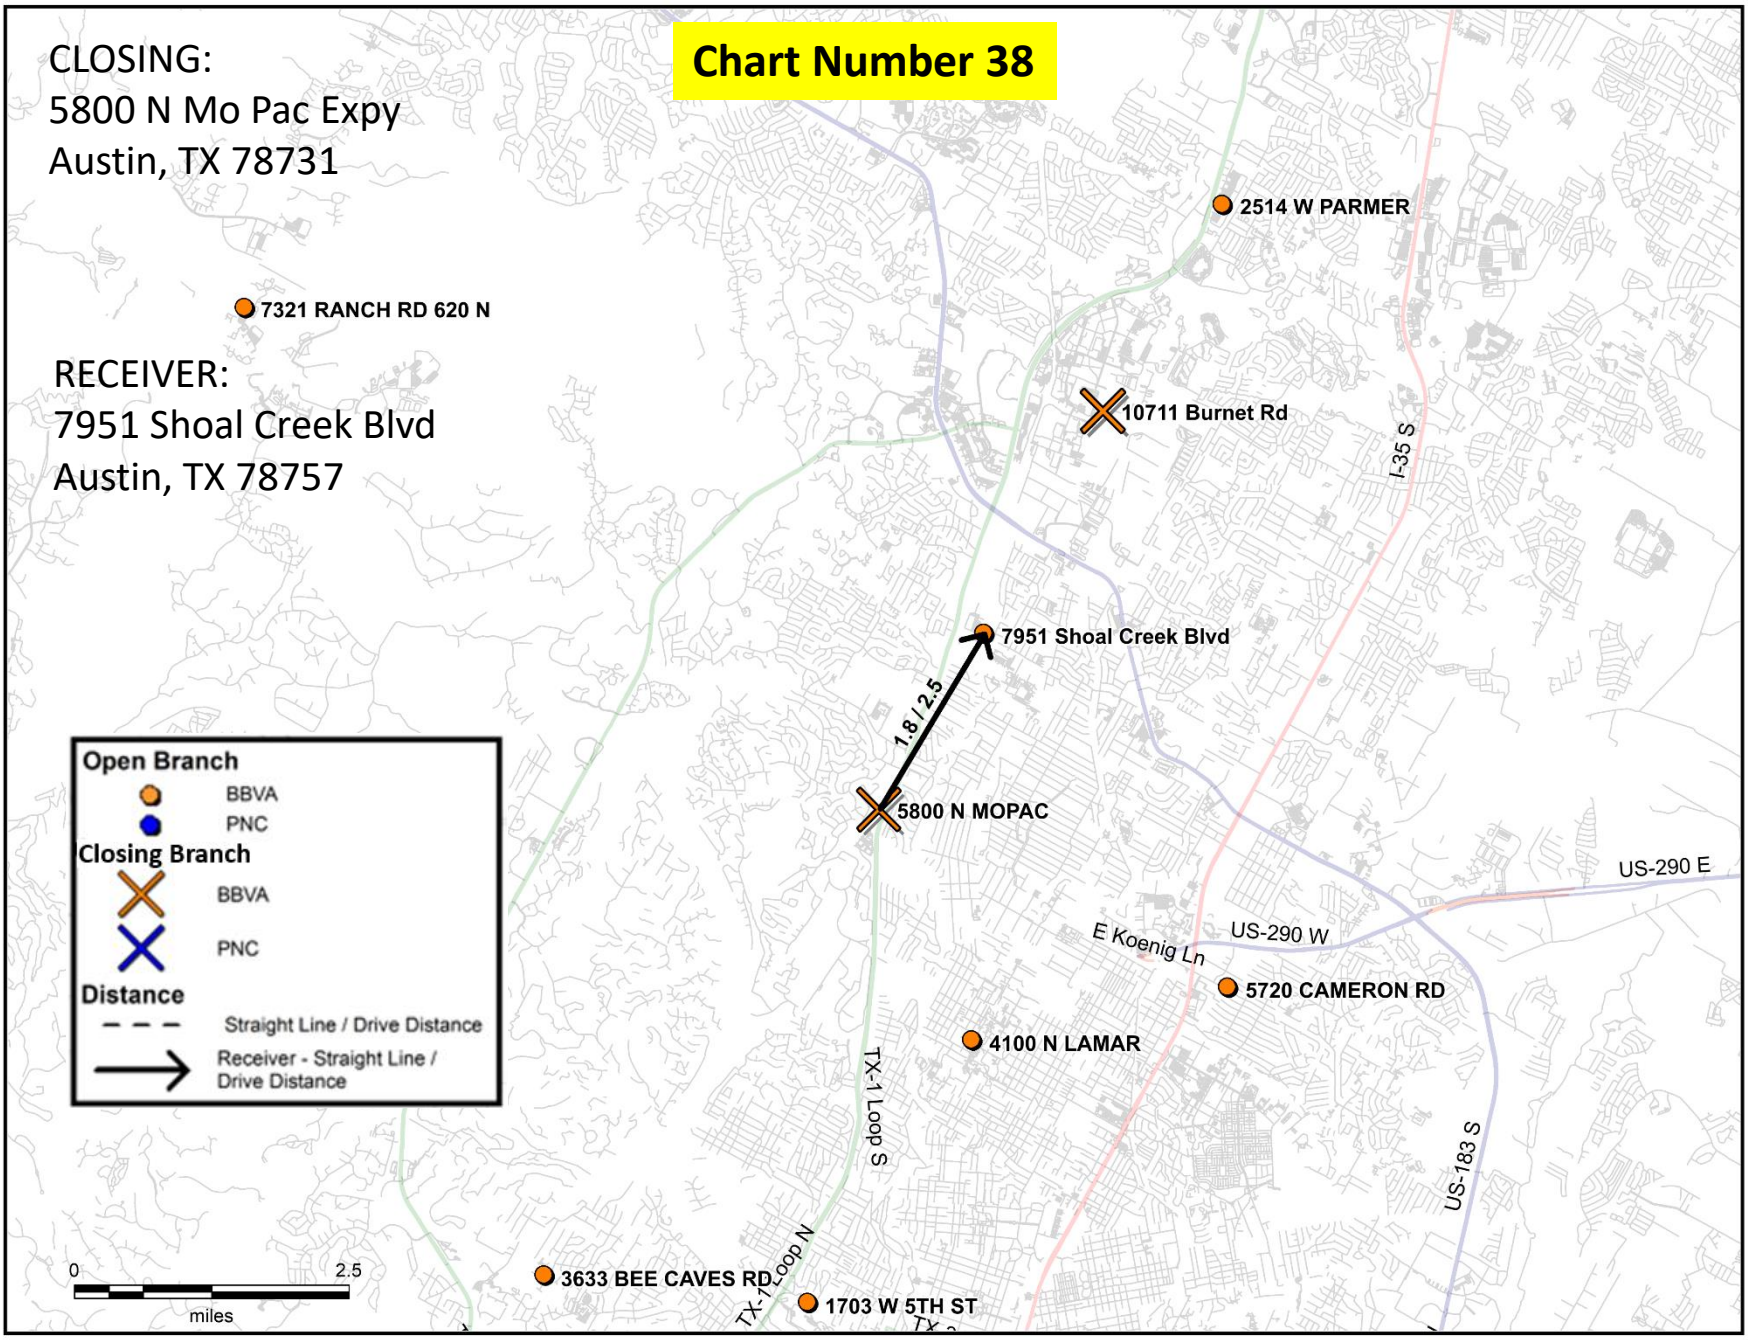 CLOSING:
5800 N Mo Pac Expy
Austin, TX 78731
Chart Number 38
2514 W PARMER
7321 RANCH RD 620 N
RECEIVER:
7951 Shoal Creek Blvd
Austin, TX 78757
10711 Burnet Rd
I-35 S
7951 Shoal Creek Blvd
1.8 / 2.5
5800 N MOPAC
Open Branch
BBVA
PNC
Closing Branch
BBVA
PNC
Distance
Straight Line / Drive Distance
Receiver - Straight Line /
Drive Distance
US-290 E
US-290 W
E Koenig Ln
5720 CAMERON RD
4100 N LAMAR
TX-1 Loop S
US-183 S
TX-1 Loop N
3633 BEE CAVES RD
1703 W 5TH ST
0 2.5
miles